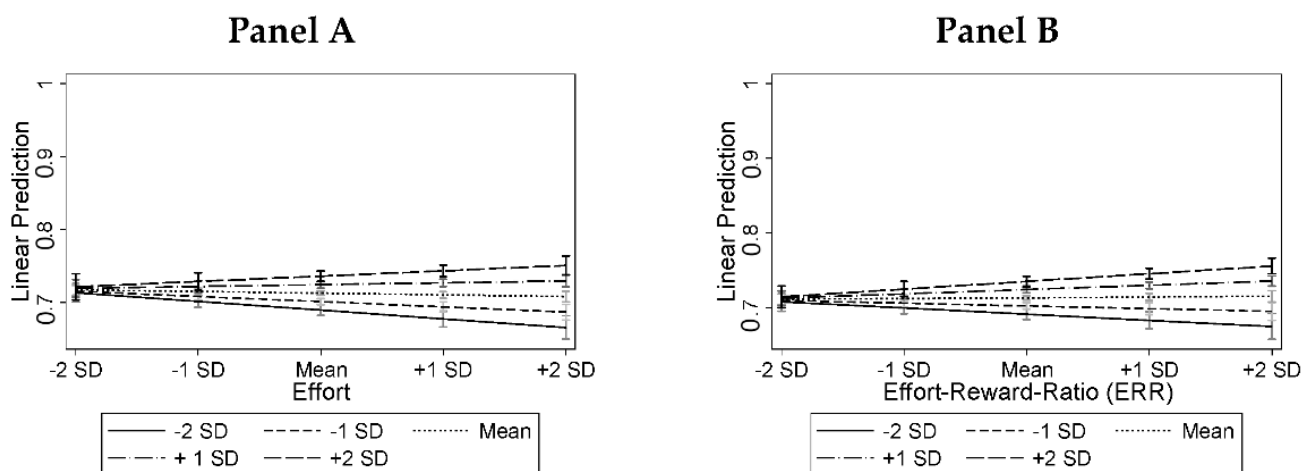 Panel A
Linear Prediction
1
0.9
0.8
0.7
-2 SD -1 SD Mean +1 SD +2 SD
Effort
-2 SD -1 SD Mean
+ 1 SD +2 SD
Panel B
Linear Prediction
1
0.9
0.8
0.7
-2 SD -1 SD Mean +1 SD +2 SD
Effort-Reward-Ratio (ERR)
-2 SD -1 SD Mean
+1 SD +2 SD